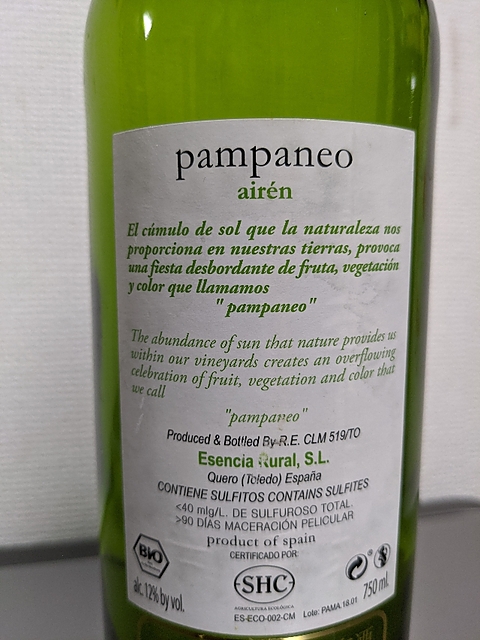 pampaneo
airén
El cúmulo de sol que la naturaleza nos
proporciona en nuestras tierras, provoca
una fiesta desbordante de fruta, vegetación
y color que llamamos
"pampaneo"
The abundance of sun that nature provides us
within our vineyards creates an overflowing
celebration of fruit, vegetation and color that
we call
"pampaneo"
Produced & Bottled By R.E. CLM 519/TO
Esencia Rural, S.L.
Quero (Toledo) España
CONTIENE SULFITOS CONTAINS SULFITES
<40 mlg/L. DE SULFUROSO TOTAL.
>90 DÍAS MACERACIÓN PELICULAR
product of spain
CERTIFICADO POR:
BIO
SHC
alc. 12% by vol.
750 ml.
AGRICULTURA ECOLÓGICA
ES-ECO-002-CM
Lote: PAMA 18.01